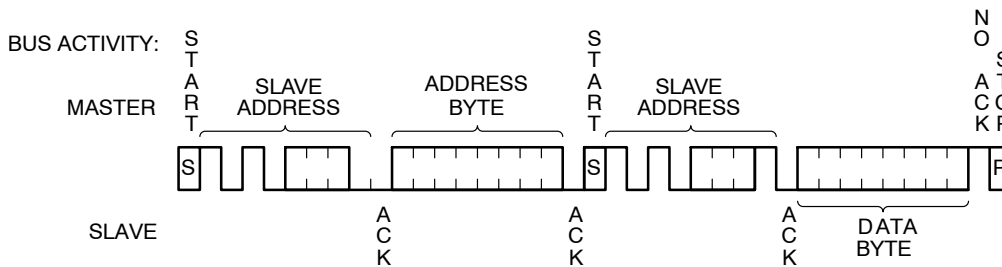 BUS ACTIVITY:
MASTER
START
SLAVE
ADDRESS
ADDRESS
BYTE
START
SLAVE
ADDRESS
NO ACK
STOP
S
S
P
SLAVE
ACK
ACK
ACK
DATA
BYTE